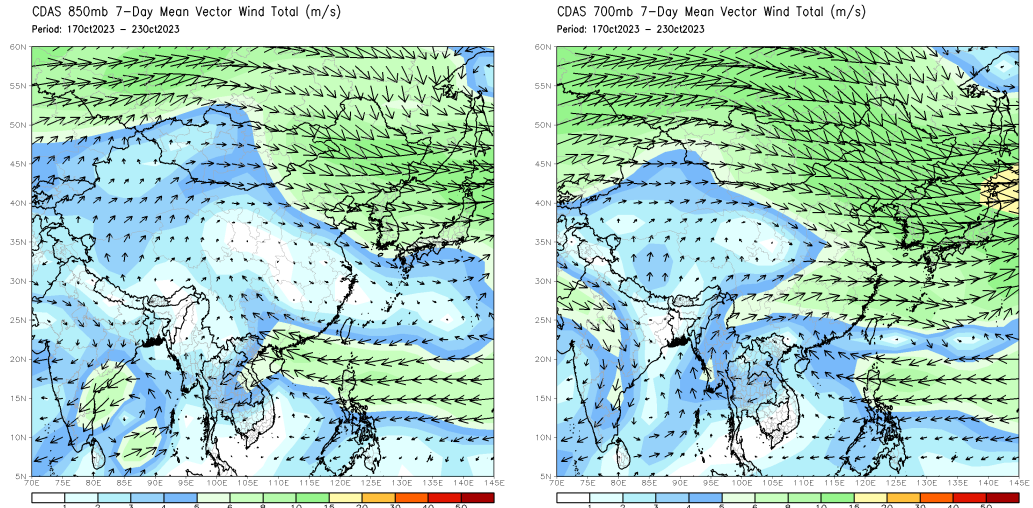 CDAS 850mb 7-Day Mean Vector Wind Total (m/s)
Period: 17Oct2023 - 23Oct2023
60N
55N
50N
45N
40N
35N
30N
25N
20N
15N
10N
5N
70E 75E 80E 85E 90E 95E 100E 105E 110E 115E 120E 125E 130E 135E 140E 145E
1 2 3 4 5 6 8 10 15 20 30 40 50
CDAS 700mb 7-Day Mean Vector Wind Total (m/s)
Period: 17Oct2023 - 23Oct2023
60N
55N
50N
45N
40N
35N
30N
25N
20N
15N
10N
5N
70E 75E 80E 85E 90E 95E 100E 105E 110E 115E 120E 125E 130E 135E 140E 145E
1 2 3 4 5 6 8 10 15 20 30 40 50